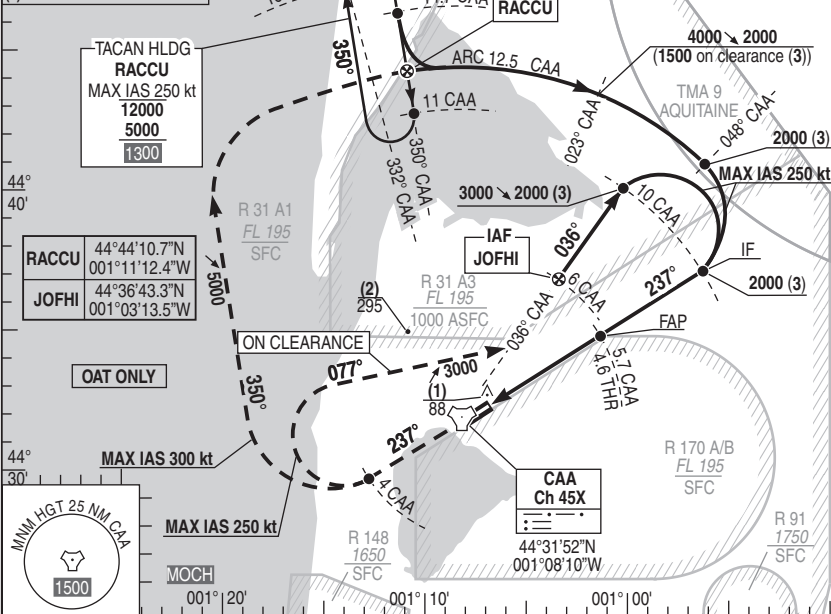 RACCU
TACAN HLDG
RACCU
MAX IAS 250 kt
12000
5000
1300
350°
ARC 12.5 CAA
4000 ↘ 2000
(1500 on clearance (3))
TMA 9
AQUITAINE
11 CAA
023° CAA
048° CAA
2000 (3)
350° CAA
332° CAA
MAX IAS 250 kt
44°
40'
3000 ↘ 2000 (3)
10 CAA
R 31 A1
FL 195
SFC
IAF
JOFHI
036°
IF
2000 (3)
RACCU 44°44'10.7"N
001°11'12.4"W
JOFHI 44°36'43.3"N
001°03'13.5"W
↘5000
R 31 A3
FL 195
1000 ASFC
6 CAA
237°
(2)
295
036° CAA
FAP
ON CLEARANCE
077°
↗3000
5.7 CAA
4.6 THR
OAT ONLY
350°
(1)
88
237°
MAX IAS 300 kt
44°
30'
4 CAA
CAA
Ch 45X
44°31'52"N
001°08'10"W
R 170 A/B
FL 195
SFC
MAX IAS 250 kt
MNM HGT 25 NM CAA
1500
MOCH
R 148
1650
SFC
R 91
1750
SFC
001° 20'
001° 10'
001° 00'